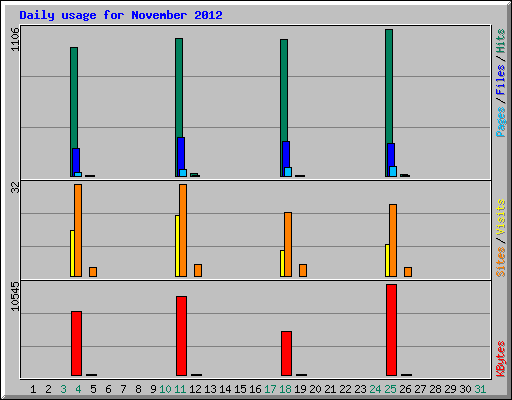 Daily usage for November 2012
1106
Pages / Files / Hits
32
Sites / Visits
10545
KBytes
1 2 3 4 5 6 7 8 9 10 11 12 13 14 15 16 17 18 19 20 21 22 23 24 25 26 27 28 29 30 31